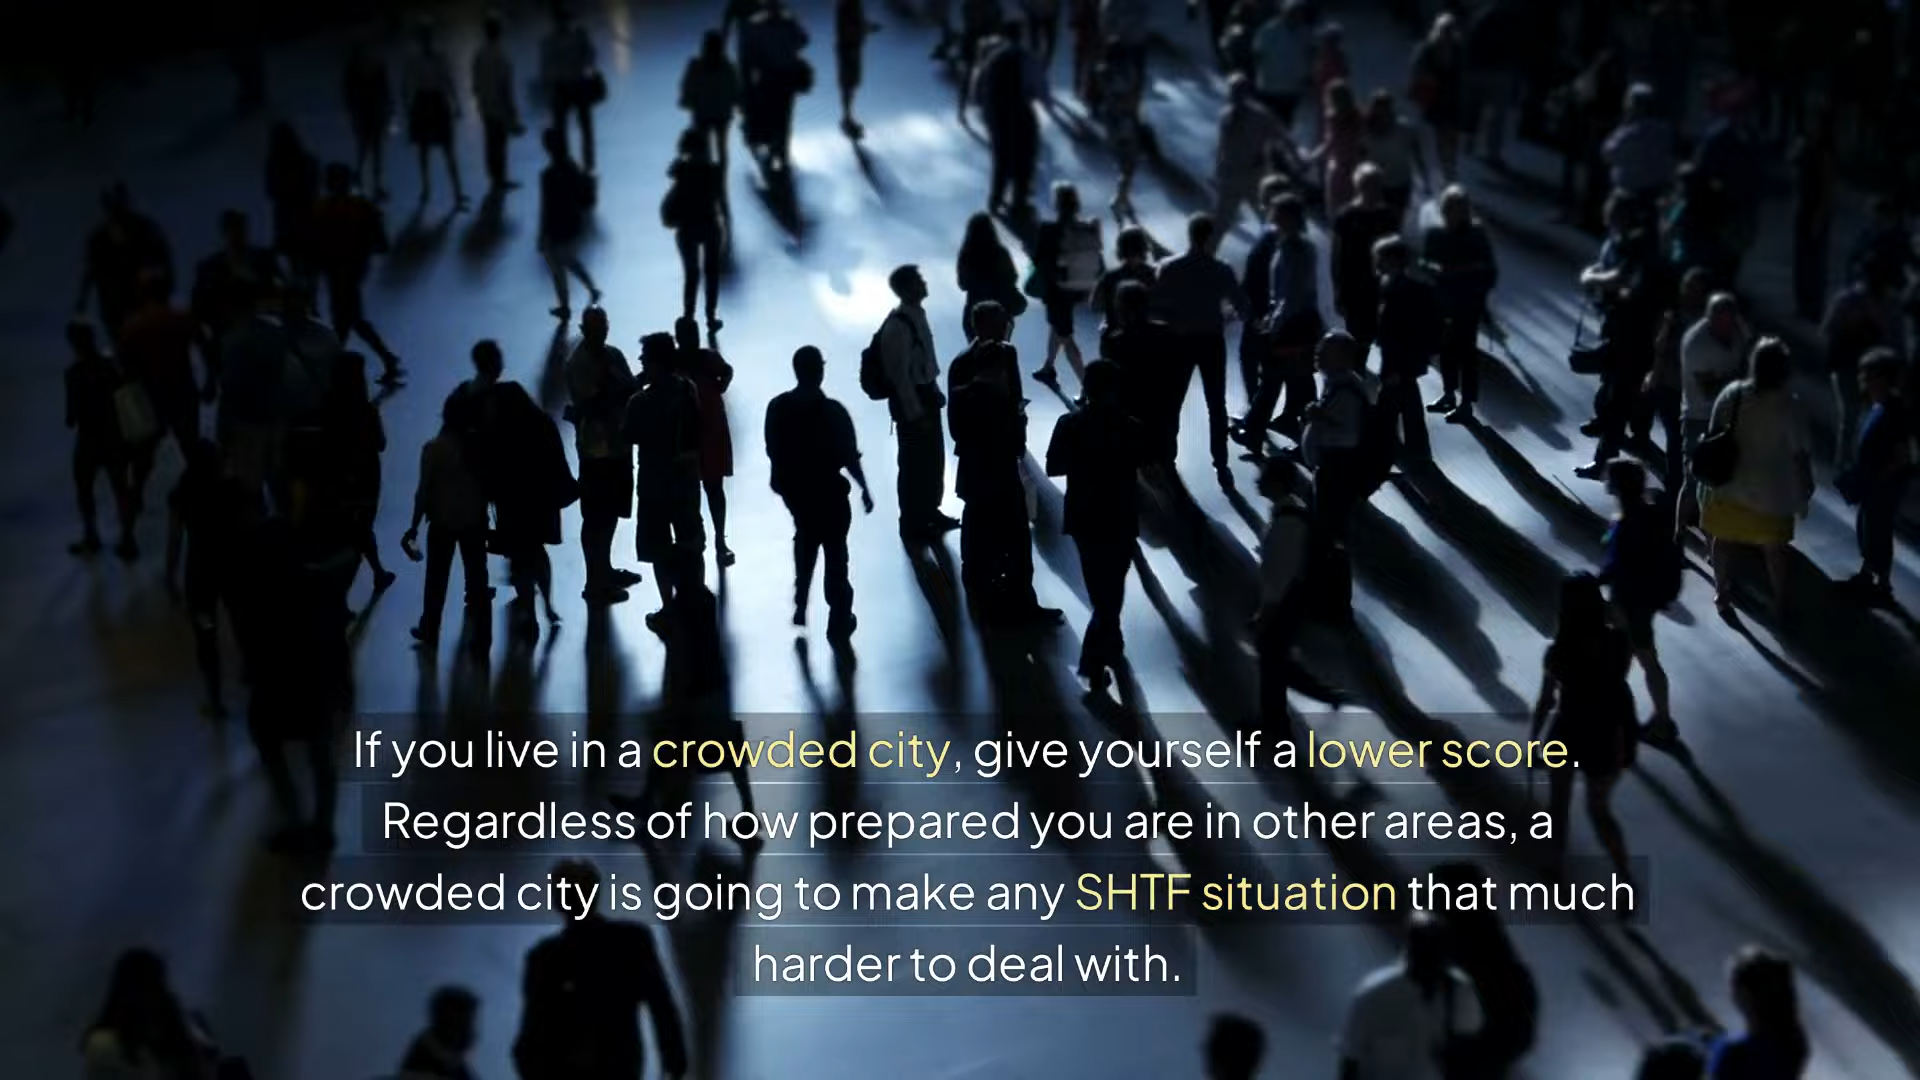 If you live in a crowded city, give yourself a lower score.
Regardless of how prepared you are in other areas, a
crowded city is going to make any SHTF situation that much
harder to deal with.